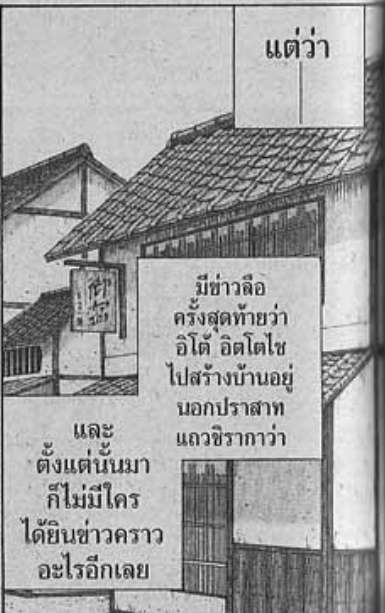 แต่ว่า
มีข่าวลือ
ครั้งสุดท้ายว่า
อิโต้ อิตโตไซ
ไปสร้างบ้านอยู่
นอกปราสาท
แถวชิรากาว่า
และ
ตั้งแต่นั้นมา
ก็ไม่มีใคร
ได้ยินข่าวคราว
อะไรอีกเลย